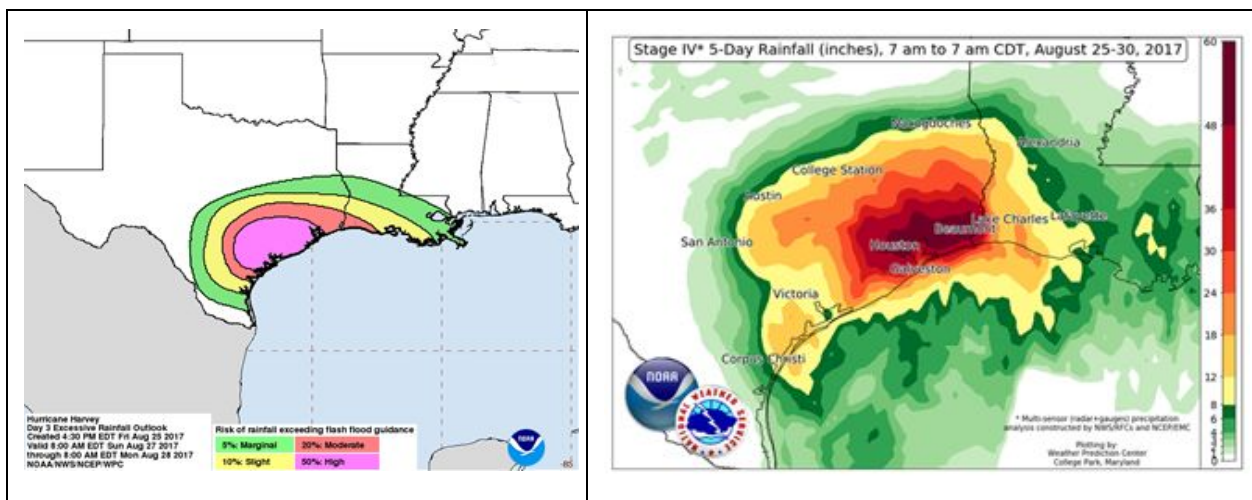 Hurricane Harvey
Day 3 Excessive Rainfall Outlook
Created 4:30 PM EDT Fri Aug 25 2017
Valid 8:00 AM EDT Sun Aug 27 2017
through 8:00 AM EDT Mon Aug 28 2017
NOAA/NWS/NCEP/WPC
Risk of rainfall exceeding flash flood guidance
5%: Marginal
20%: Moderate
10%: Slight
50%: High
-85
Stage IV* 5-Day Rainfall (inches), 7 am to 7 am CDT, August 25-30, 2017
Nacogdoches
Alexandria
College Station
Austin
San Antonio
Lake Charles
Lafayette
Beaumont
Houston
Galveston
Victoria
Corpus Christi
60
48
36
30
24
18
12
8
6
0
NOAA
NATIONAL WEATHER SERVICE
* Multi-sensor (radar+gauges) precipitation
analysis constructed by NWS/RFCs and NCEP/EMC
Plotting by
Weather Prediction Center
College Park, Maryland